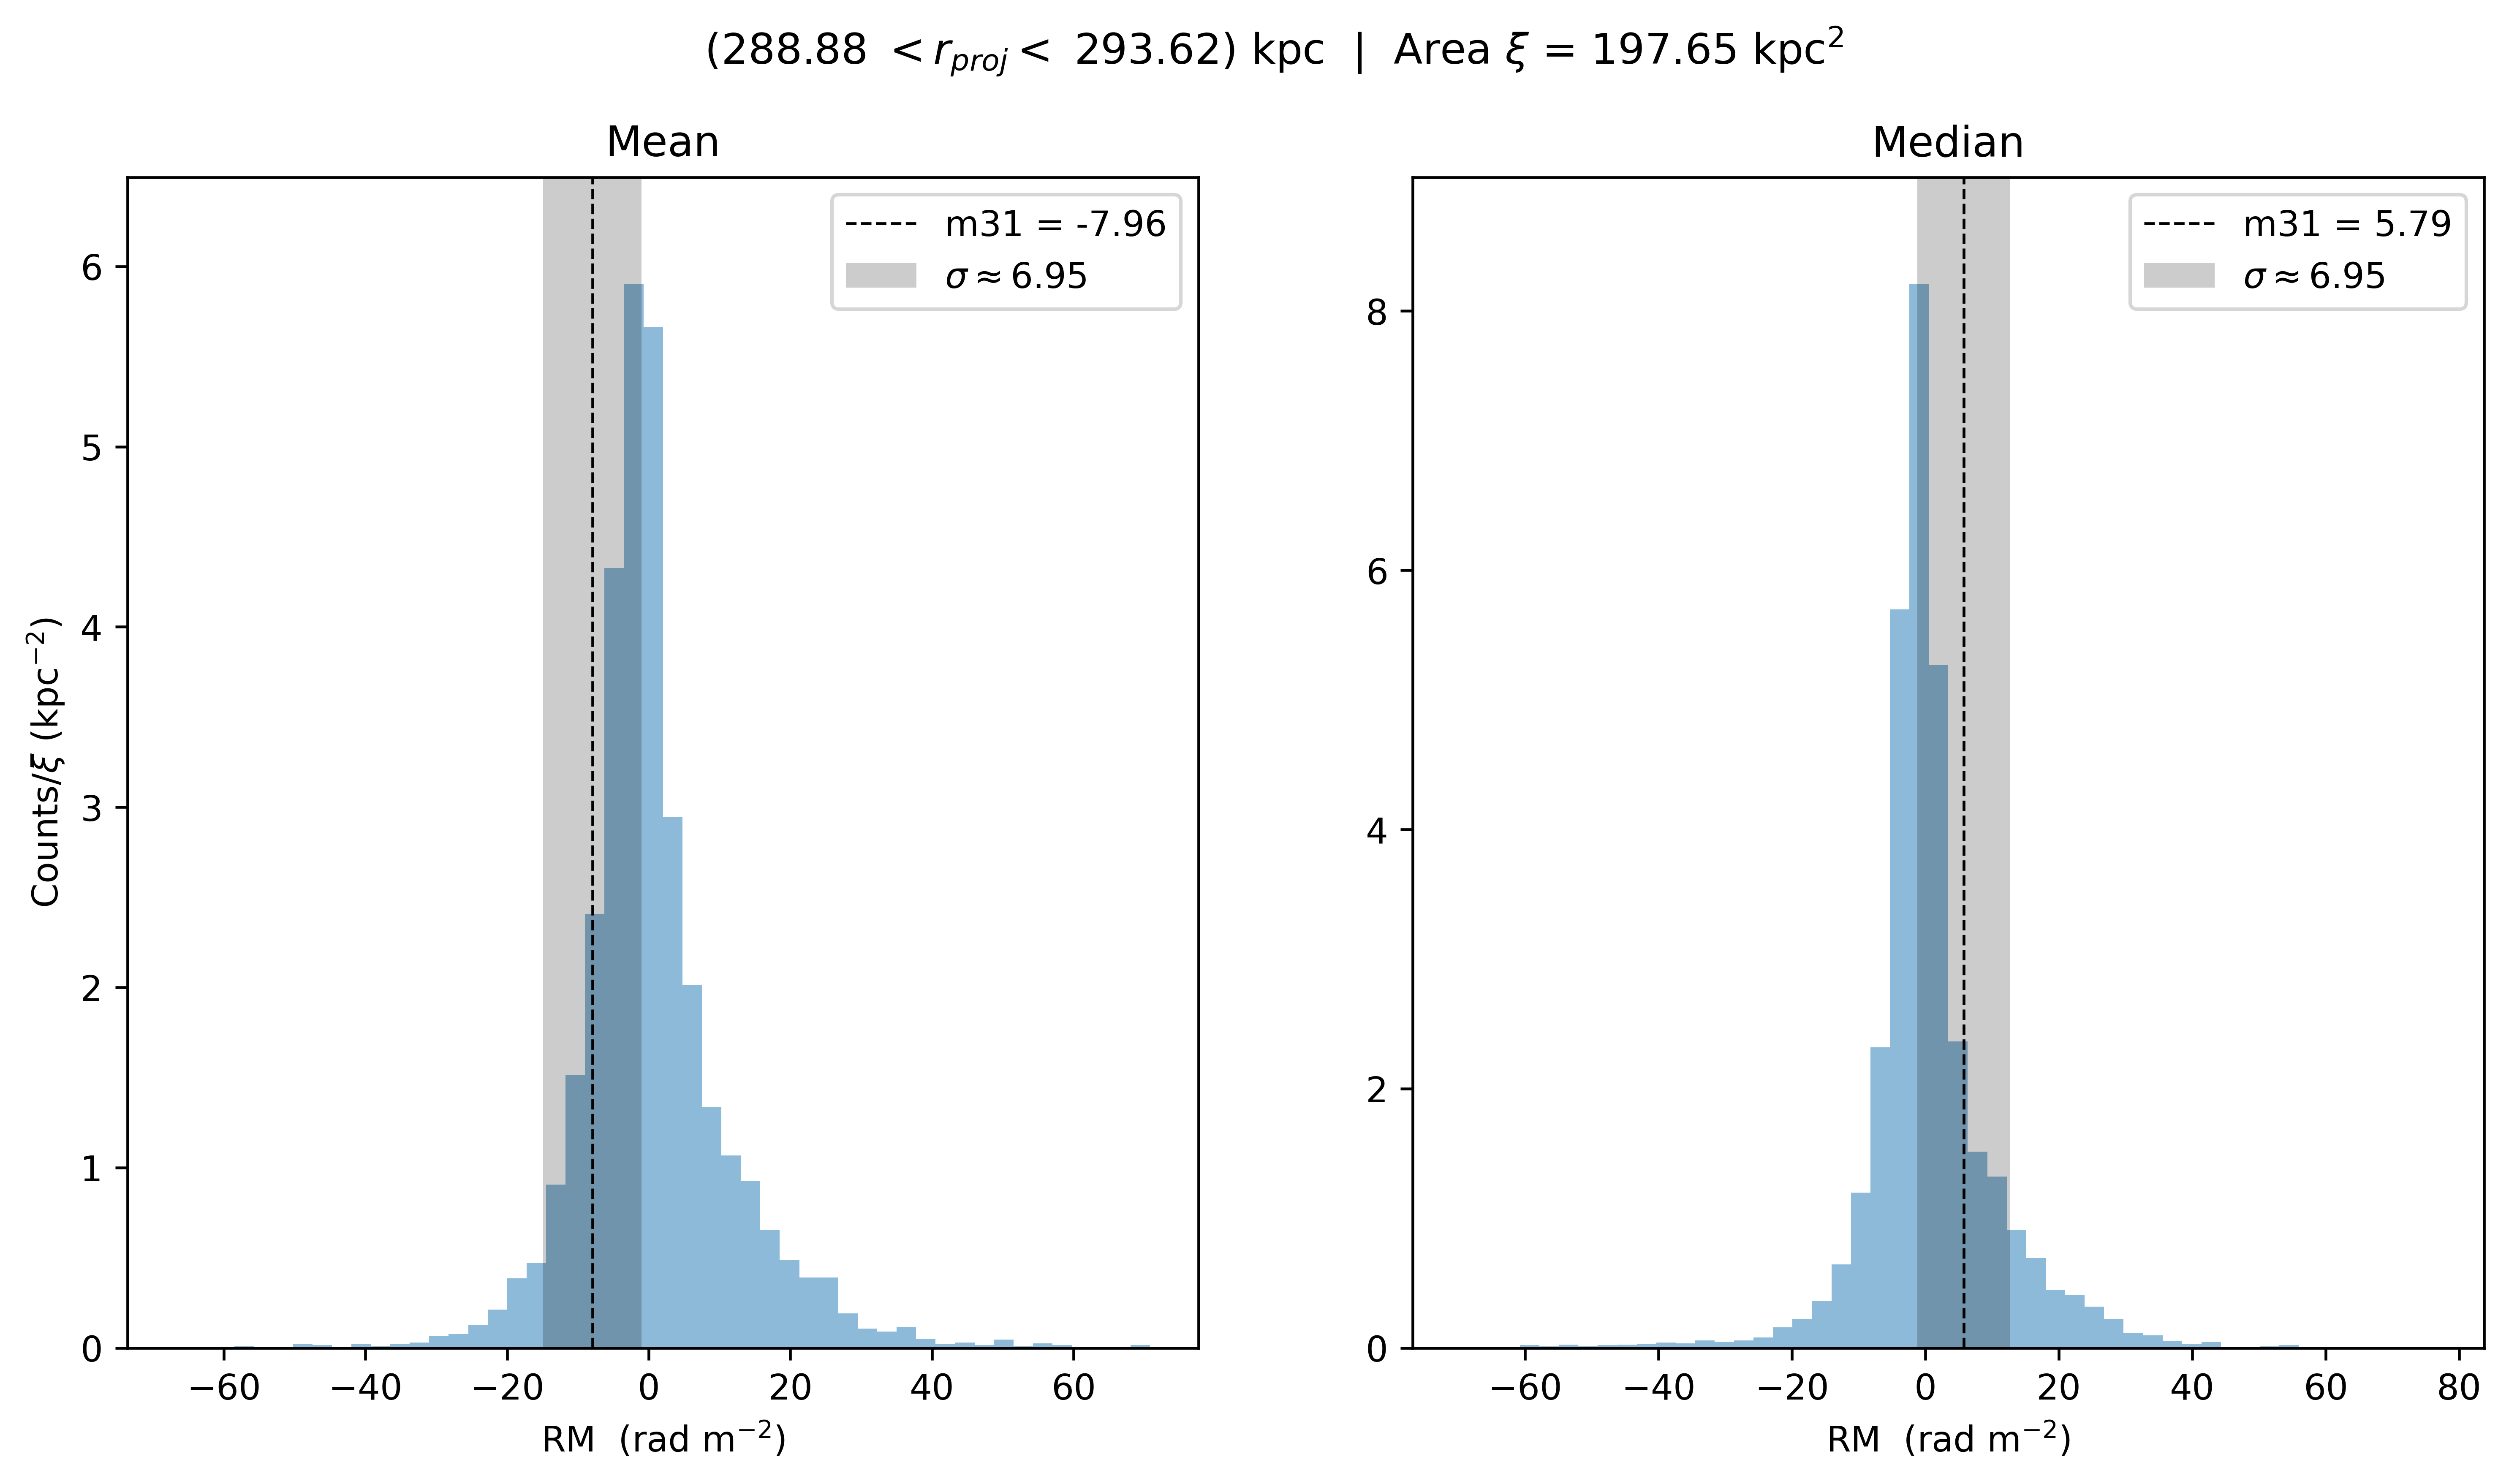 (288.88 < r_proj < 293.62) kpc | Area ξ = 197.65 kpc²
Mean
m31 = -7.96
σ ≈ 6.95
6
5
4
3
2
1
0
Counts/ξ (kpc⁻²)
−60 −40 −20 0 20 40 60
RM (rad m⁻²)
Median
m31 = 5.79
σ ≈ 6.95
8
6
4
2
0
−60 −40 −20 0 20 40 60 80
RM (rad m⁻²)